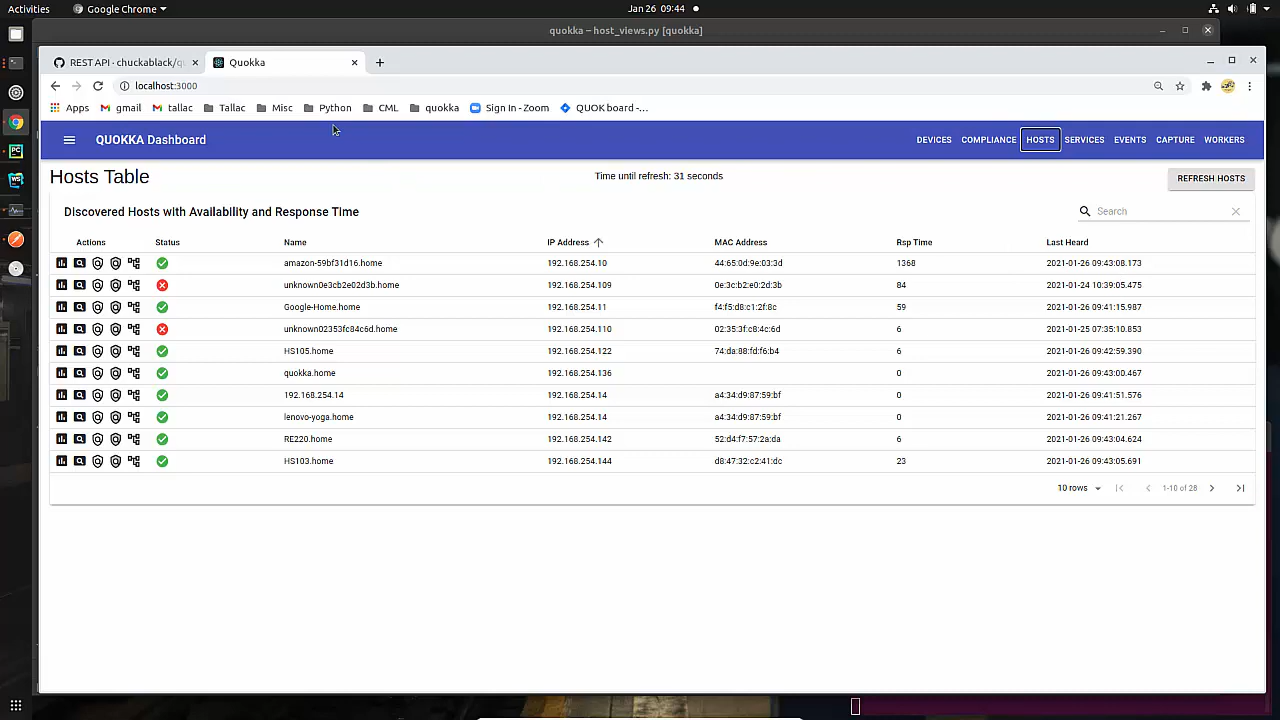 Activities Google Chrome Jan 26 09:44
quokka – host_views.py [quokka]
REST API · chuckablack/q Quokka
localhost:3000
Apps gmail tallac Tallac Misc Python CML quokka Sign In - Zoom QUOK board -...
QUOKKA Dashboard DEVICES COMPLIANCE HOSTS SERVICES EVENTS CAPTURE WORKERS
Hosts Table Time until refresh: 31 seconds REFRESH HOSTS
Discovered Hosts with Availability and Response Time Search
Actions Status Name IP Address MAC Address Rsp Time Last Heard
amazon-59bf31d16.home 192.168.254.10 44:65:0d:9e:03:3d 1368 2021-01-26 09:43:08.173
unknown0e3cb2e02d3b.home 192.168.254.109 0e:3c:b2:e0:2d:3b 84 2021-01-24 10:39:05.475
Google-Home.home 192.168.254.11 f4:f5:d8:c1:2f:8c 59 2021-01-26 09:41:15.987
unknown02353fc84c6d.home 192.168.254.110 02:35:3f:c8:4c:6d 6 2021-01-25 07:35:10.853
HS105.home 192.168.254.122 74:da:88:fd:f6:b4 6 2021-01-26 09:42:59.390
quokka.home 192.168.254.136 0 2021-01-26 09:43:00.467
192.168.254.14 192.168.254.14 a4:34:d9:87:59:bf 0 2021-01-26 09:41:51.576
lenovo-yoga.home 192.168.254.14 a4:34:d9:87:59:bf 0 2021-01-26 09:41:21.267
RE220.home 192.168.254.142 52:d4:f7:57:2a:da 6 2021-01-26 09:43:04.624
HS103.home 192.168.254.144 d8:47:32:c2:41:dc 23 2021-01-26 09:43:05.691
10 rows 1-10 of 28